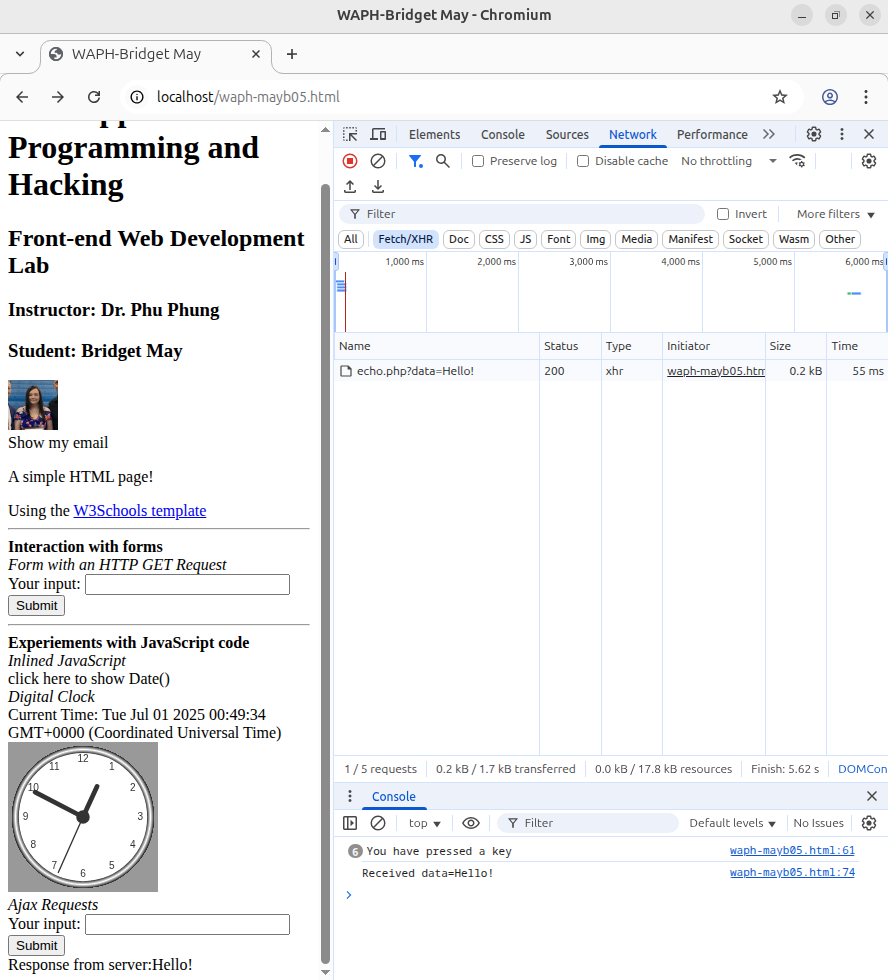 WAPH-Bridget May - Chromium
WAPH-Bridget May
localhost/waph-mayb05.html
Programming and
Hacking
Front-end Web Development
Lab
Instructor: Dr. Phu Phung
Student: Bridget May
Show my email
A simple HTML page!
Using the W3Schools template
Interaction with forms
Form with an HTTP GET Request
Your input:
Submit
Experiements with JavaScript code
Inlined JavaScript
click here to show Date()
Digital Clock
Current Time: Tue Jul 01 2025 00:49:34
GMT+0000 (Coordinated Universal Time)
12
1
2
3
4
5
6
7
8
9
10
11
Ajax Requests
Your input:
Submit
Response from server:Hello!
Elements Console Sources Network Performance
Preserve log Disable cache No throttling
Filter Invert More filters
All Fetch/XHR Doc CSS JS Font Img Media Manifest Socket Wasm Other
1,000 ms 2,000 ms 3,000 ms 4,000 ms 5,000 ms 6,000 ms
Name Status Type Initiator Size Time
echo.php?data=Hello! 200 xhr waph-mayb05.htm 0.2 kB 55 ms
1 / 5 requests 0.2 kB / 1.7 kB transferred 0.0 kB / 17.8 kB resources Finish: 5.62 s DOMCon
Console
top Filter Default levels No Issues
6 You have pressed a key waph-mayb05.html:61
Received data=Hello! waph-mayb05.html:74